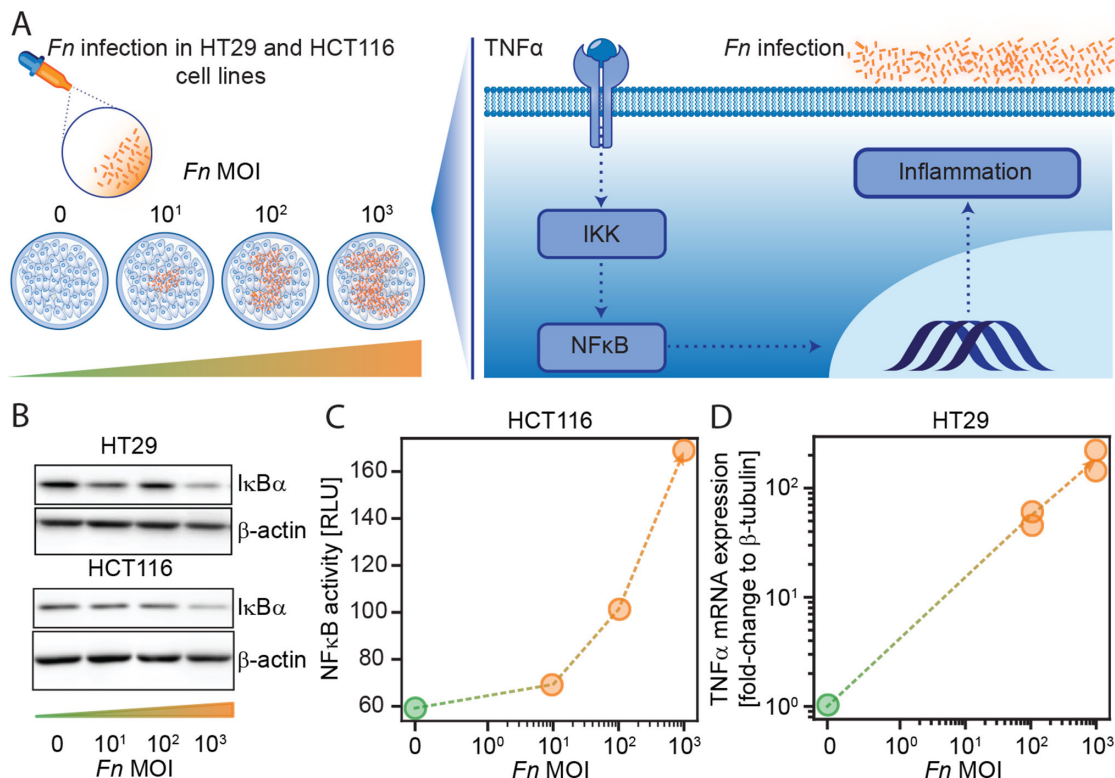 A
Fn infection in HT29 and HCT116
cell lines
Fn MOI
0 10¹ 10² 10³
TNFα
Fn infection
Inflammation
IKK
NFκB
B
HT29
IκBα
β-actin
HCT116
IκBα
β-actin
0 10¹ 10² 10³
Fn MOI
C
HCT116
NFκB activity [RLU]
160
140
120
100
80
60
0 10⁰ 10¹ 10² 10³
Fn MOI
D
HT29
TNFα mRNA expression
[fold-change to β-tubulin]
10²
10¹
10⁰
0 10⁰ 10¹ 10² 10³
Fn MOI